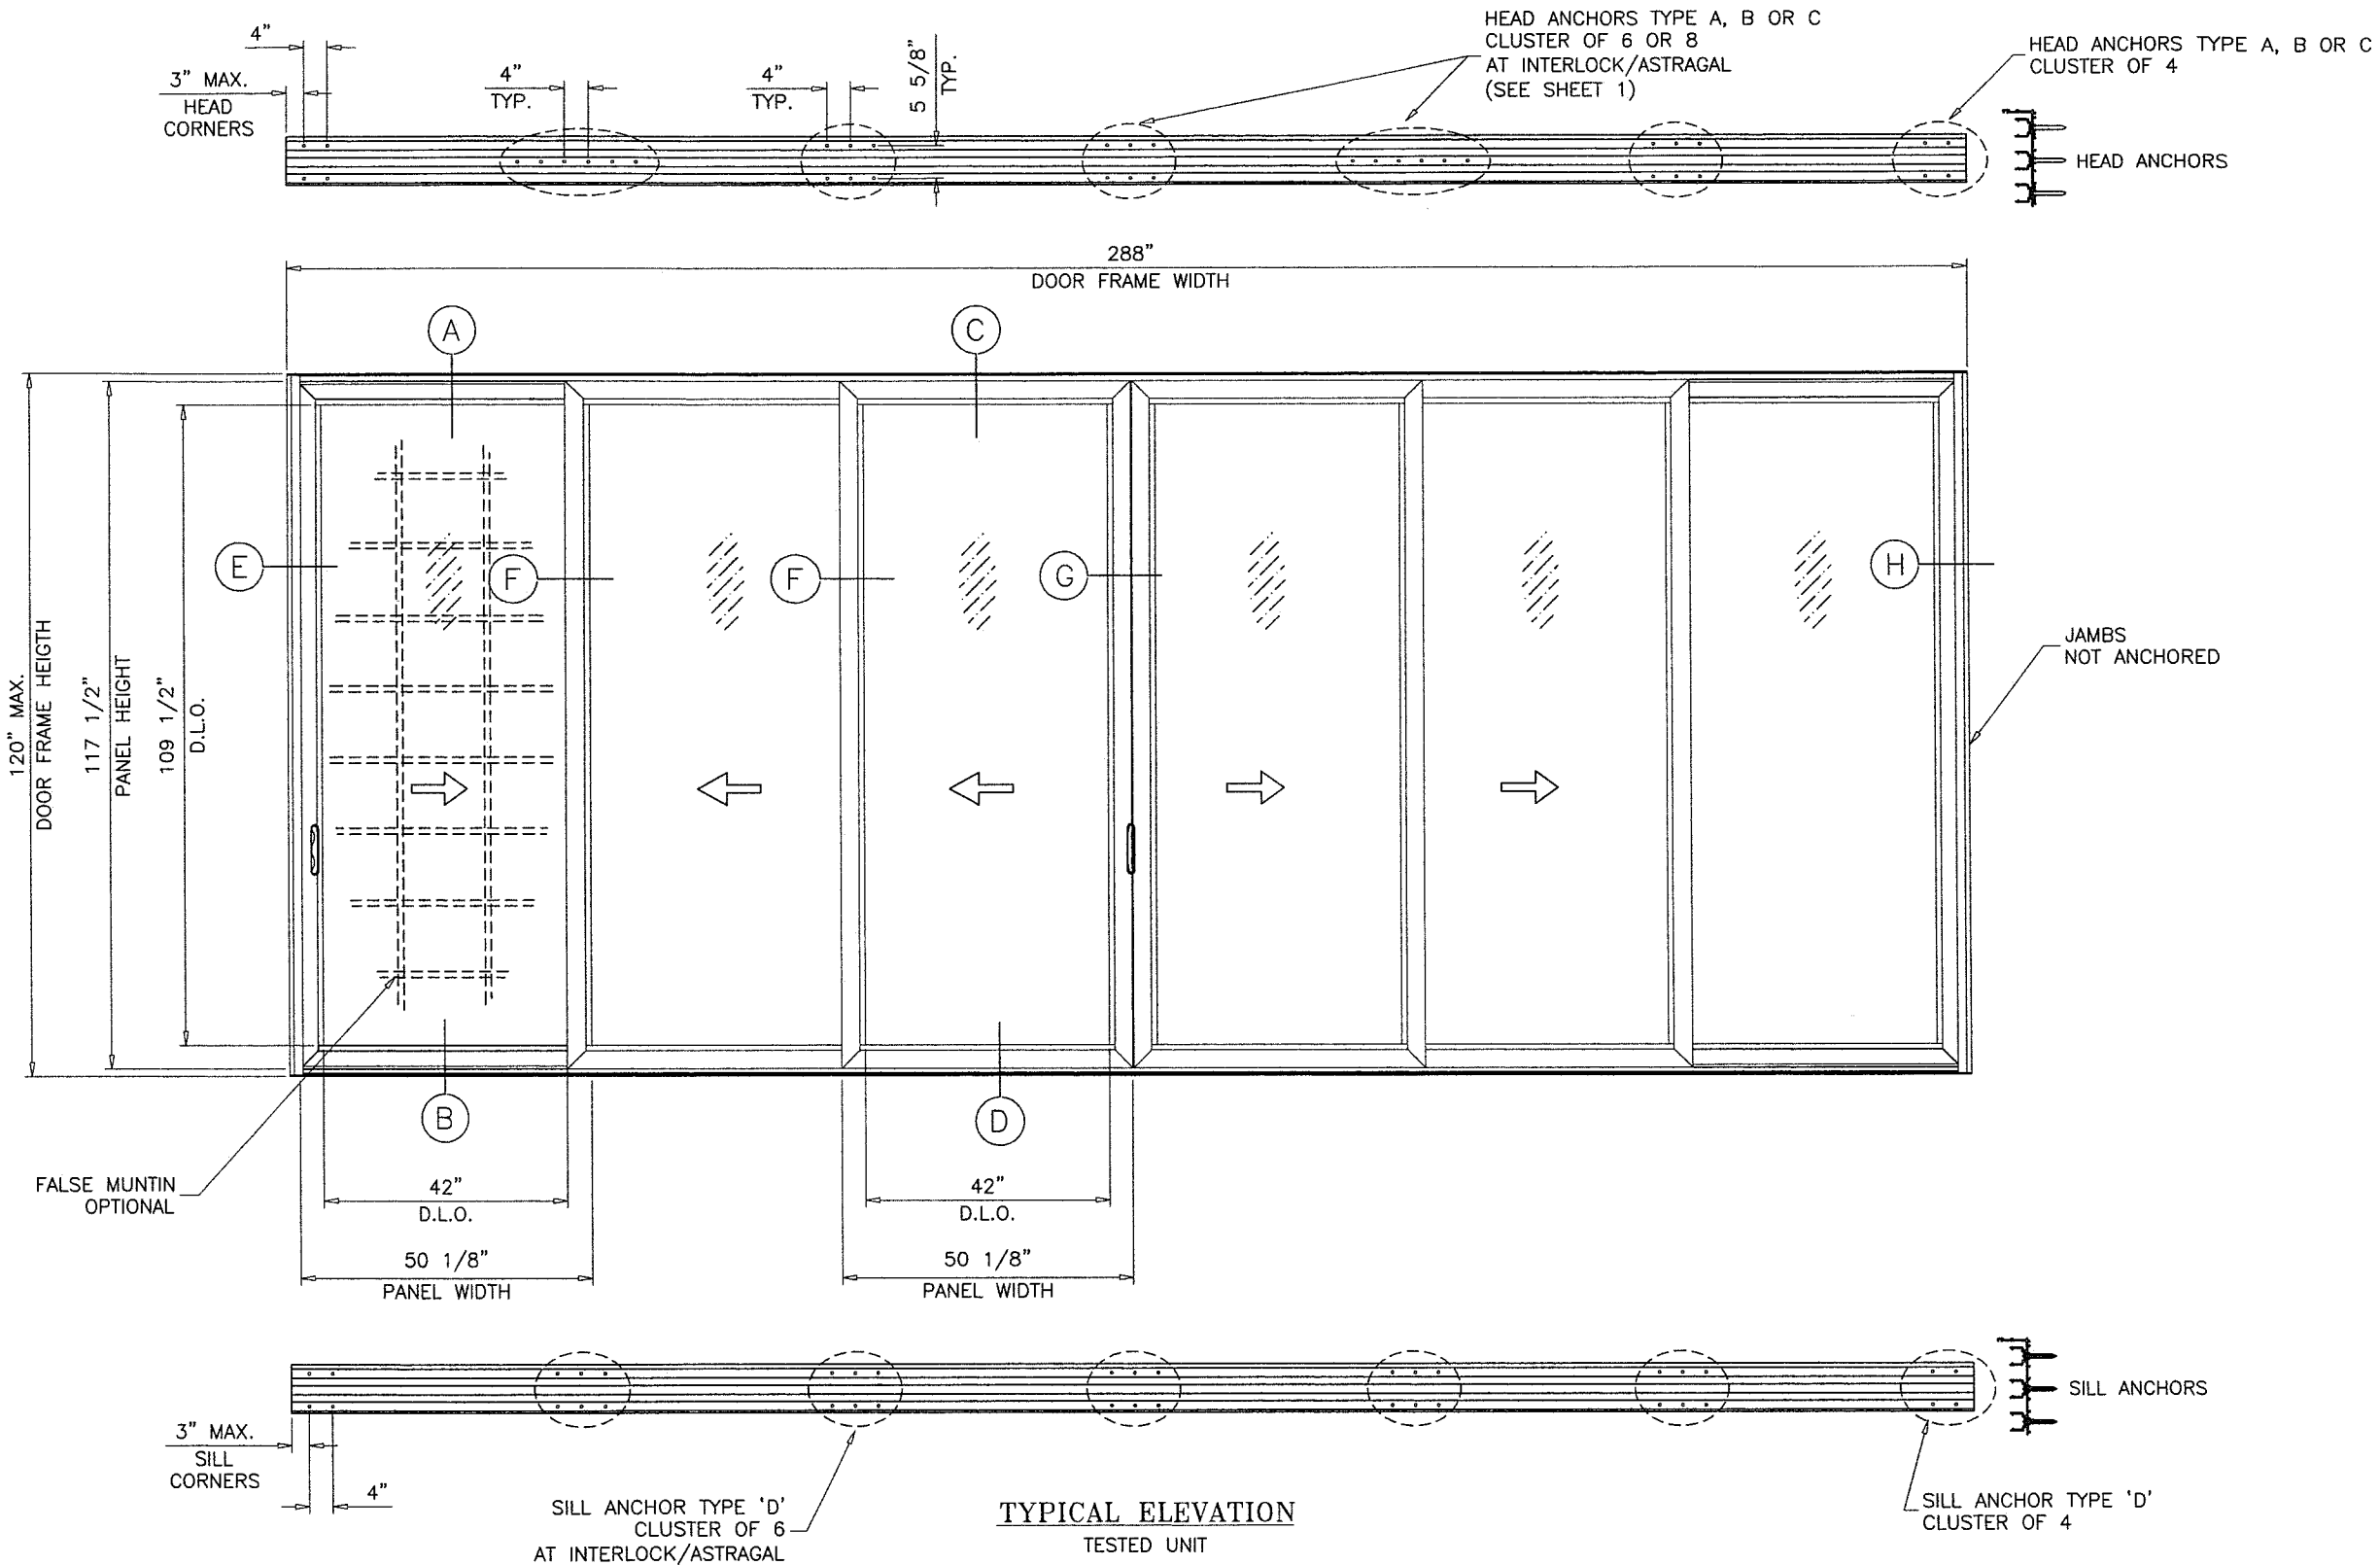 HEAD ANCHORS TYPE A, B OR C
CLUSTER OF 6 OR 8
AT INTERLOCK/ASTRAGAL
(SEE SHEET 1)
HEAD ANCHORS TYPE A, B OR C
CLUSTER OF 4
4"
3" MAX.
HEAD
CORNERS
4"
TYP.
4"
TYP.
5 5/8"
TYP.
HEAD ANCHORS
288"
DOOR FRAME WIDTH
A
C
E
F
F
G
H
JAMBS
NOT ANCHORED
120" MAX.
DOOR FRAME HEIGTH
117 1/2"
PANEL HEIGHT
109 1/2"
D.L.O.
B
D
FALSE MUNTIN
OPTIONAL
42"
D.L.O.
42"
D.L.O.
50 1/8"
PANEL WIDTH
50 1/8"
PANEL WIDTH
SILL ANCHORS
3" MAX.
SILL
CORNERS
4"
SILL ANCHOR TYPE 'D'
CLUSTER OF 6
AT INTERLOCK/ASTRAGAL
TYPICAL ELEVATION
TESTED UNIT
SILL ANCHOR TYPE 'D'
CLUSTER OF 4